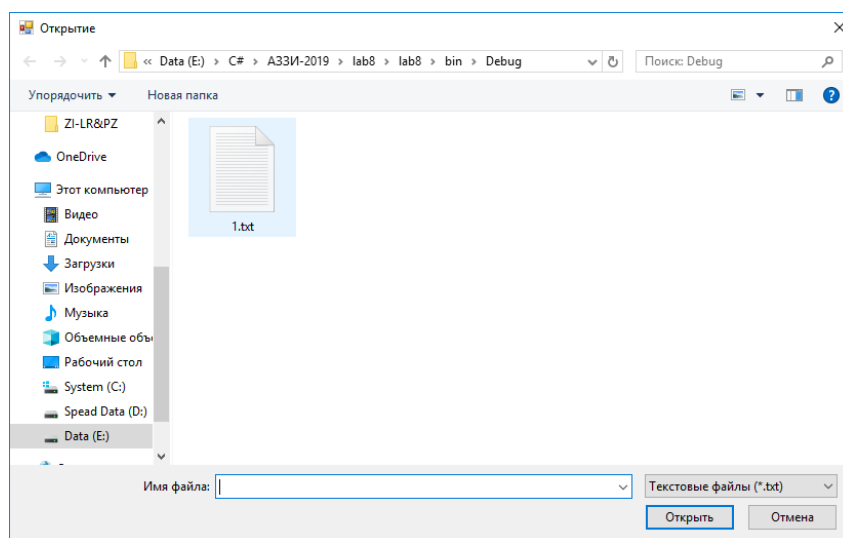 Открытие
« Data (E:) › C# › АЗЗИ-2019 › lab8 › lab8 › bin › Debug
Поиск: Debug
Упорядочить
Новая папка
ZI-LR&PZ
OneDrive
Этот компьютер
Видео
Документы
Загрузки
Изображения
Музыка
Объемные объ
Рабочий стол
System (C:)
Spead Data (D:)
Data (E:)
1.txt
Имя файла:
Текстовые файлы (*.txt)
Открыть
Отмена